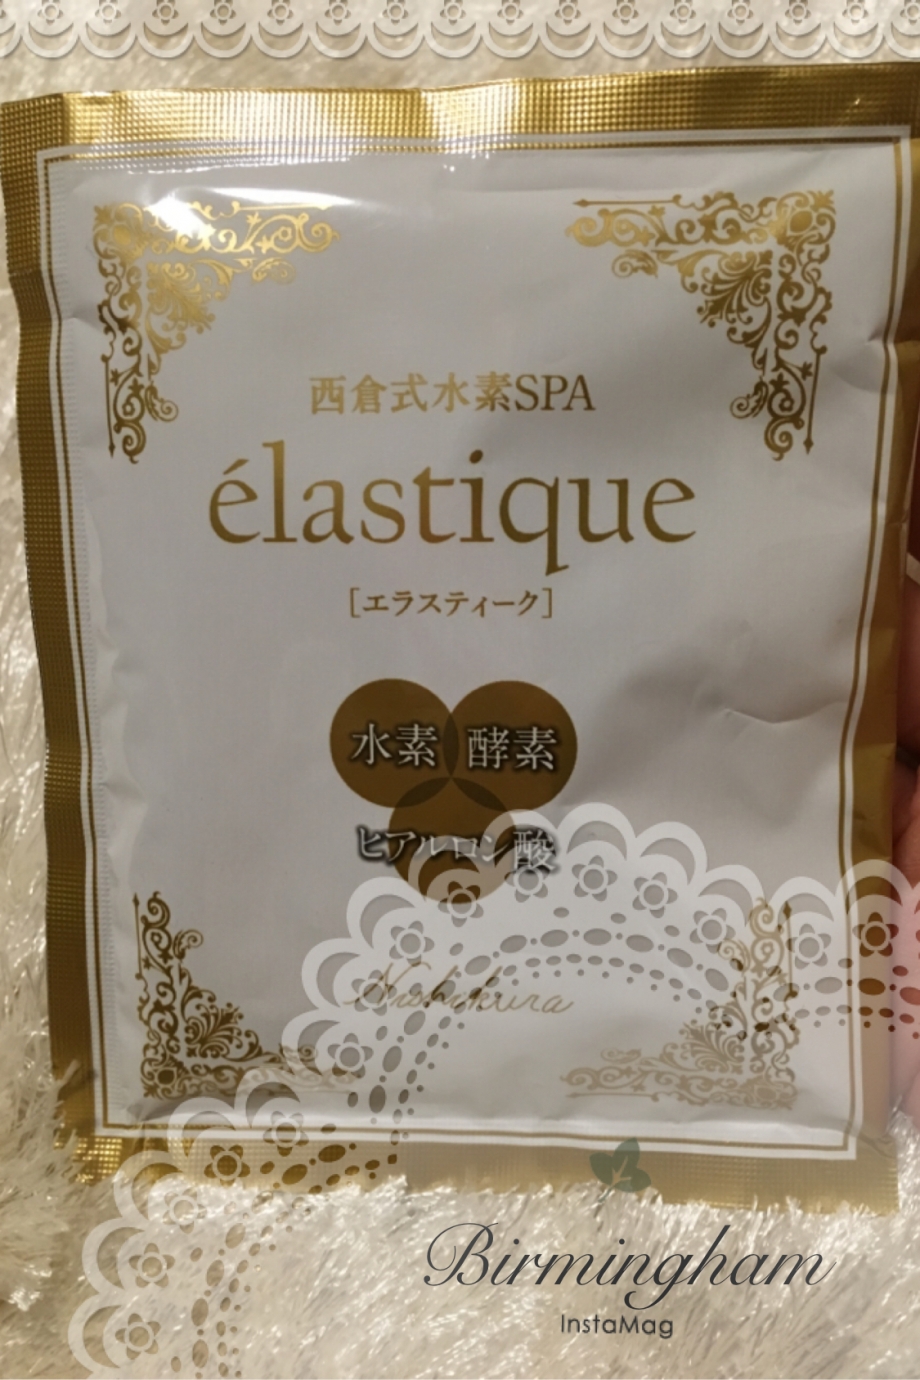 西倉式水素SPA
élastique
[エラスティーク]
水素 酵素
ヒアルロン酸
Nishikura
Birmingham
InstaMag